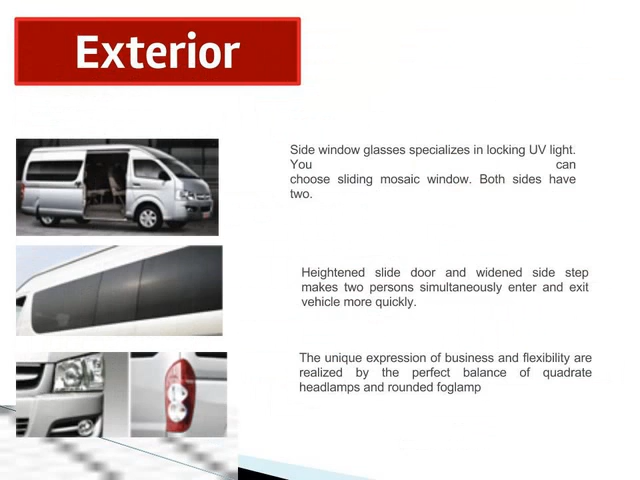 Exterior
Side window glasses specializes in locking UV light.
You can
choose sliding mosaic window. Both sides have
two.
Heightened slide door and widened side step
makes two persons simultaneously enter and exit
vehicle more quickly.
The unique expression of business and flexibility are
realized by the perfect balance of quadrate
headlamps and rounded foglamp